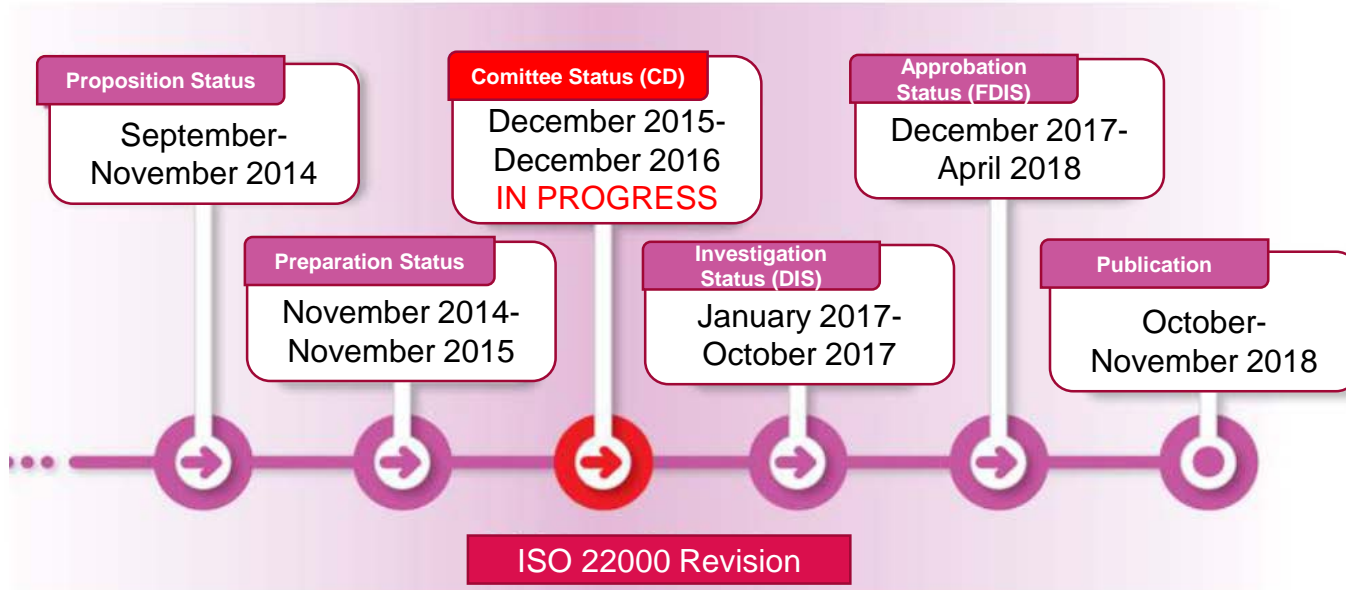 Proposition Status
September-
November 2014
Preparation Status
November 2014-
November 2015
Comittee Status (CD)
December 2015-
December 2016
IN PROGRESS
Investigation
Status (DIS)
January 2017-
October 2017
Approbation
Status (FDIS)
December 2017-
April 2018
Publication
October-
November 2018
ISO 22000 Revision